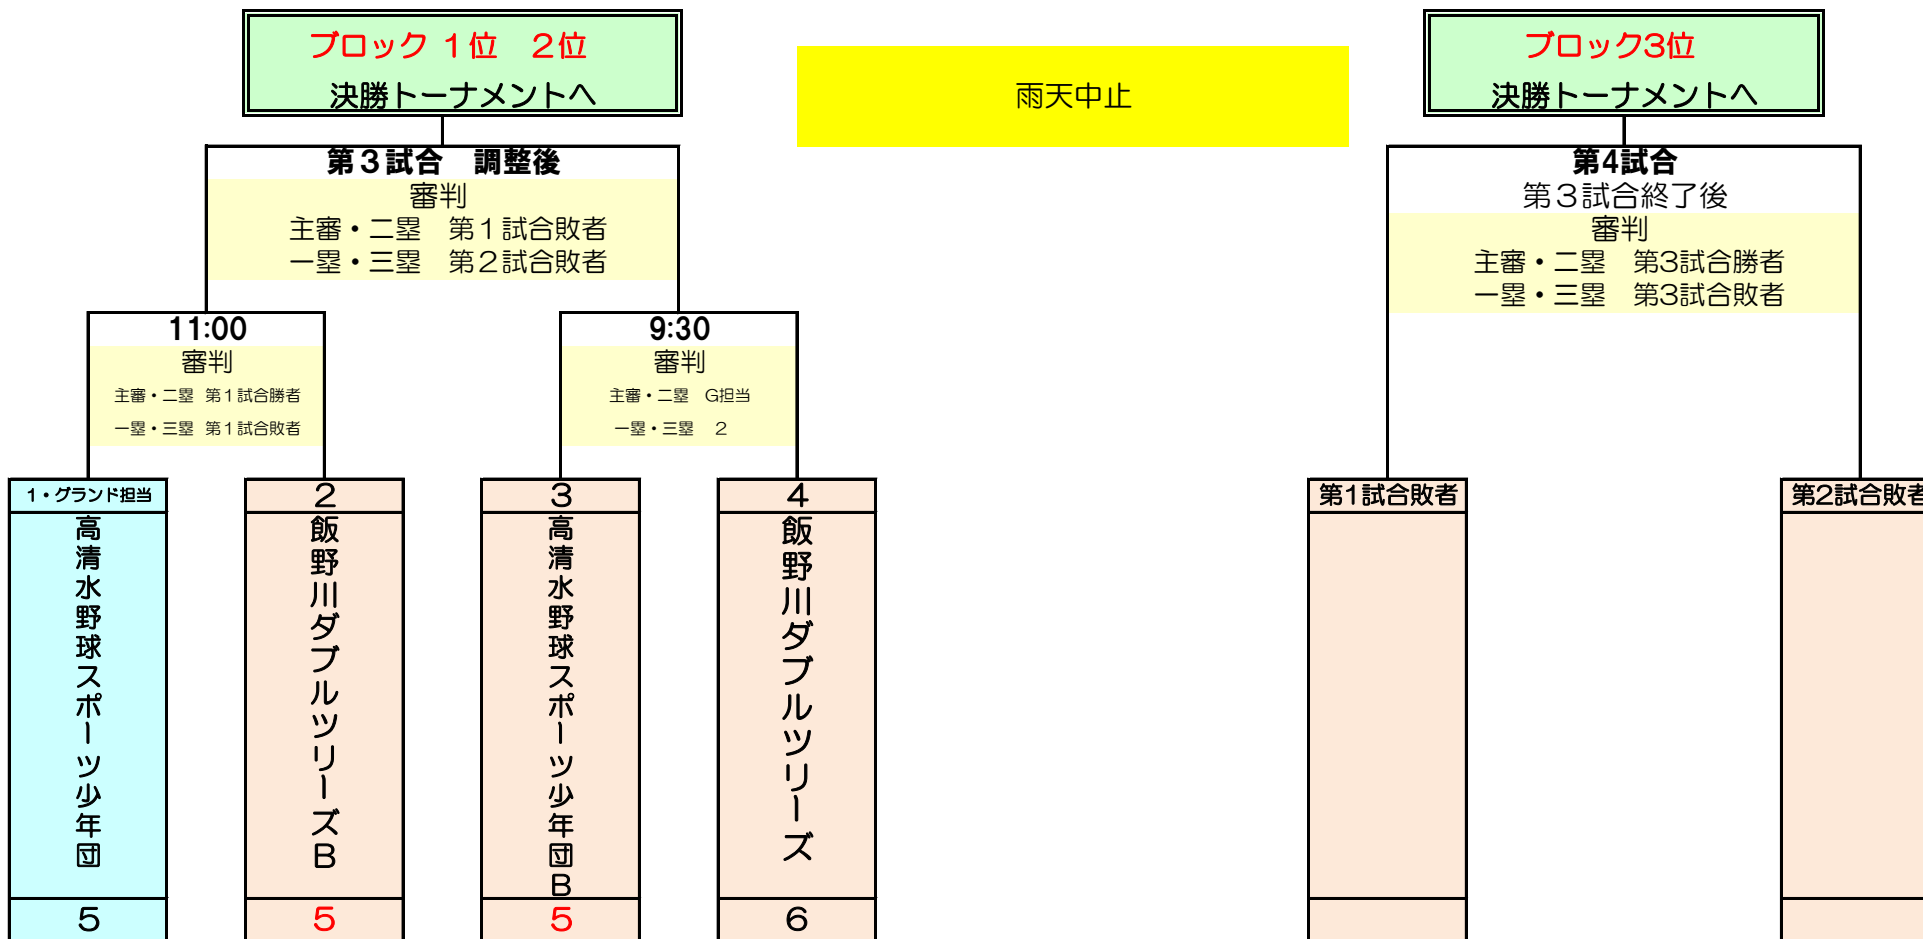 ブロック １位　２位
決勝トーナメントへ
雨天中止
ブロック3位
決勝トーナメントへ
第３試合　調整後
審判
主審・二塁　第１試合敗者
一塁・三塁　第２試合敗者
第4試合
第３試合終了後
審判
主審・二塁　第3試合勝者
一塁・三塁　第3試合敗者
11:00
審判
主審・二塁　第１試合勝者
一塁・三塁　第１試合敗者
9:30
審判
主審・二塁　G担当
一塁・三塁　２
1・グランド担当
高清水野球スポーツ少年団
5
2
飯野川ダブルツリーズB
5
3
高清水野球スポーツ少年団B
5
4
飯野川ダブルツリーズ
6
第1試合敗者
第2試合敗者